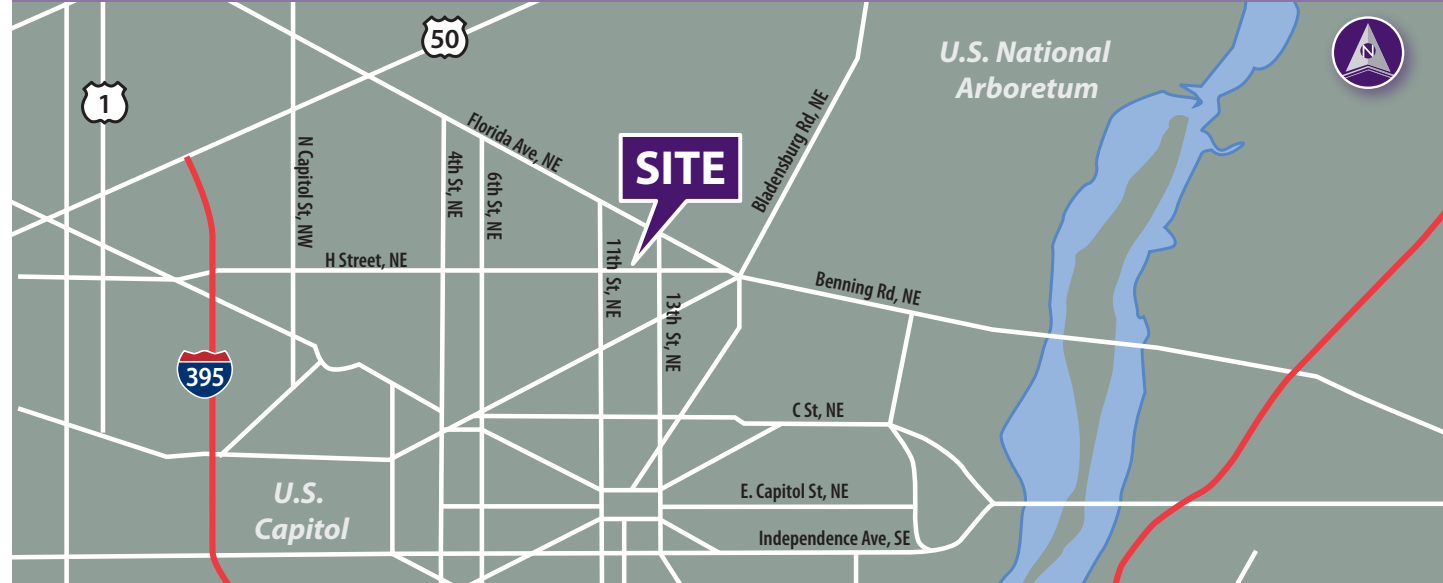 50
U.S. National
Arboretum
N
1
Florida Ave, NE
Bladensburg Rd, NE
SITE
N Capitol St, NW
4th St, NE
6th St, NE
11th St, NE
H Street, NE
13th St, NE
Benning Rd, NE
395
C St, NE
U.S.
Capitol
E. Capitol St, NE
Independence Ave, SE